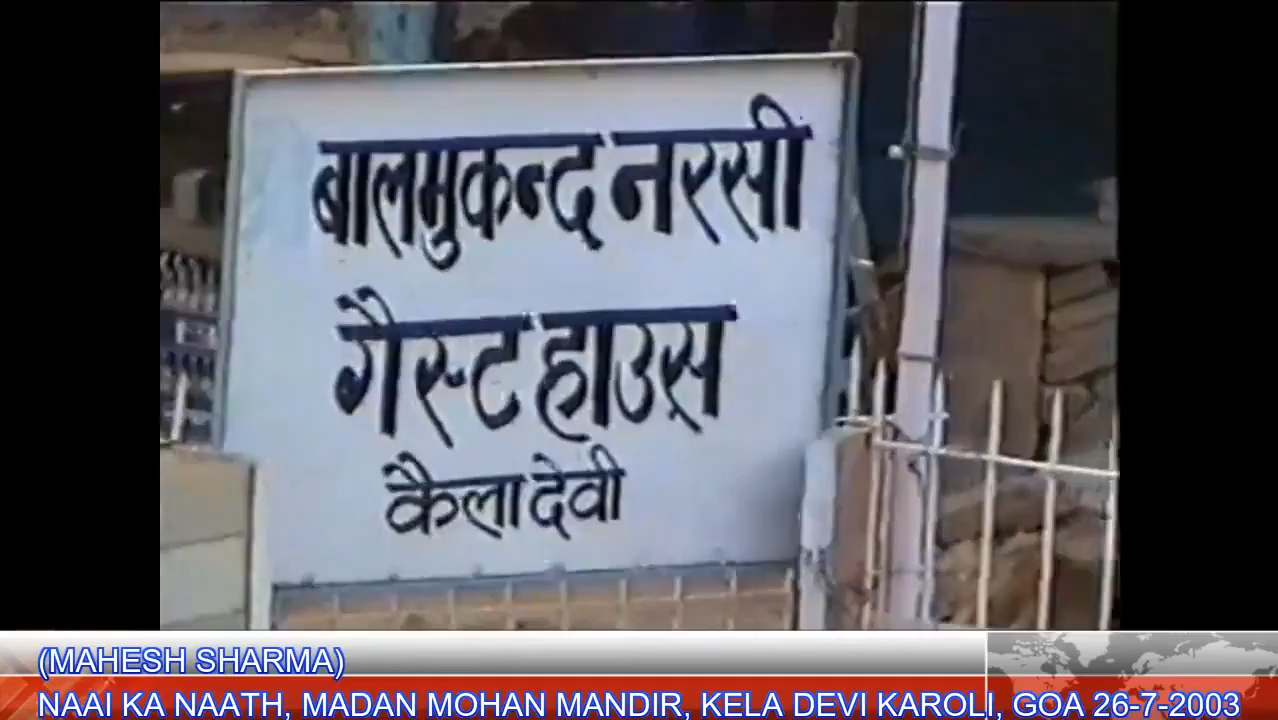 बालमुकन्द नरसी
गैस्ट हाउस
कैला देवी
(MAHESH SHARMA)
NAAI KA NAATH, MADAN MOHAN MANDIR, KELA DEVI KAROLI, GOA 26-7-2003